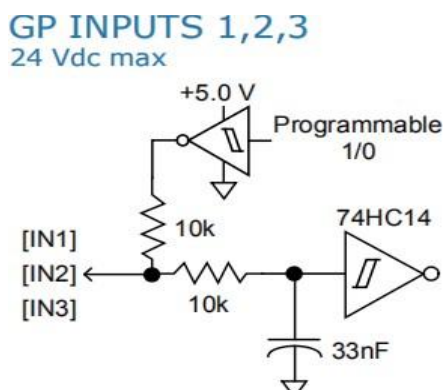 GP INPUTS 1,2,3
24 Vdc max
+5.0 V
Programmable
1/0
10k
74HC14
[IN1]
[IN2]
[IN3]
10k
33nF